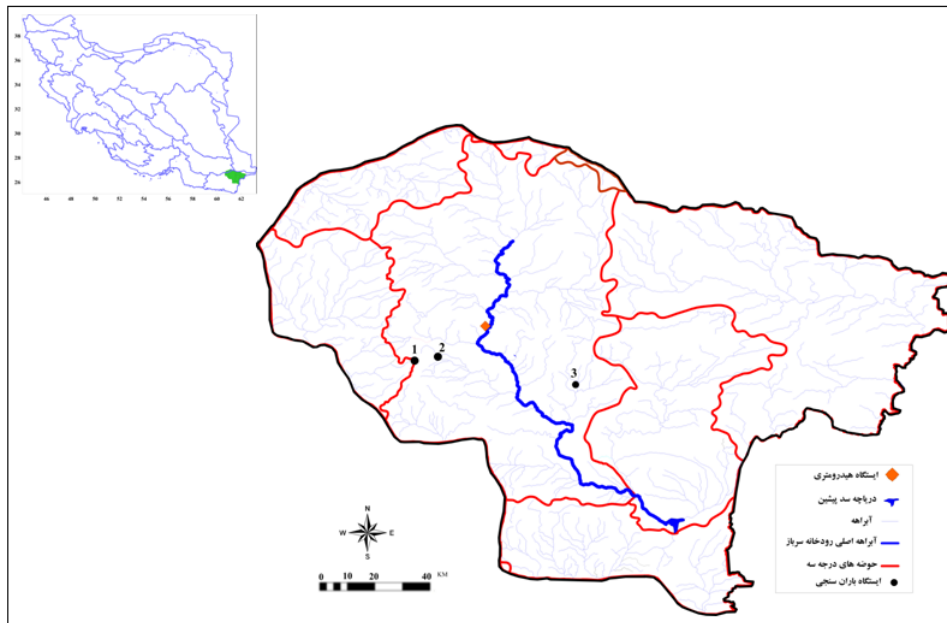 38
36
34
32
30
28
26
46 48 50 52 54 56 58 60 62
1
2
3
N
W E
S
0 10 20 40 KM
ایستگاه هیدرومتری
دریاچه سد پیشین
آبراهه
آبراهه اصلی رودخانه سرباز
حوضه های درجه سه
ایستگاه باران سنجی